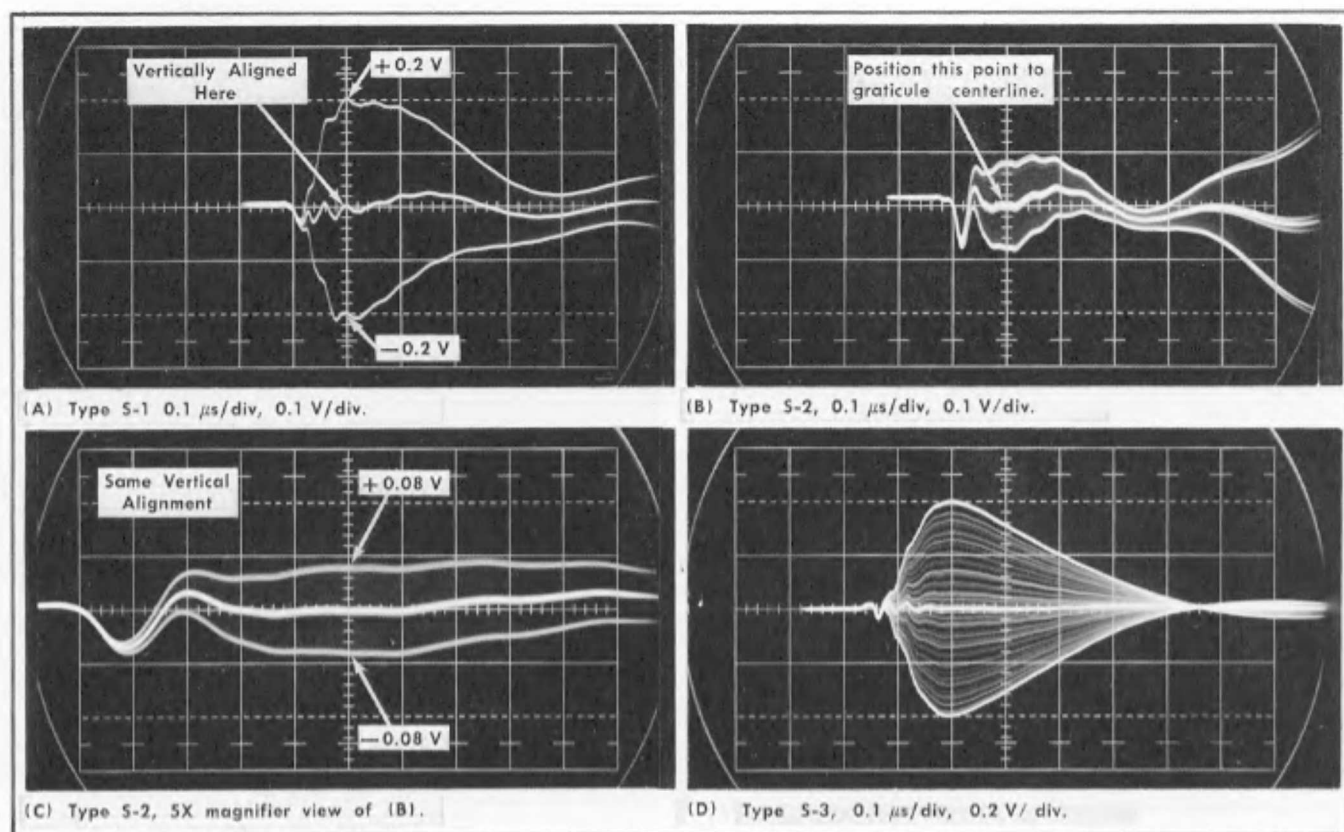 Vertically Aligned
Here
+0.2 V
—0.2 V
(A) Type S-1 0.1 μs/div, 0.1 V/div.
Position this point to
graticule centerline.
(B) Type S-2, 0.1 μs/div, 0.1 V/div.
Same Vertical
Alignment
+0.08 V
—0.08 V
(C) Type S-2, 5X magnifier view of (B).
(D) Type S-3, 0.1 μs/div, 0.2 V/ div.